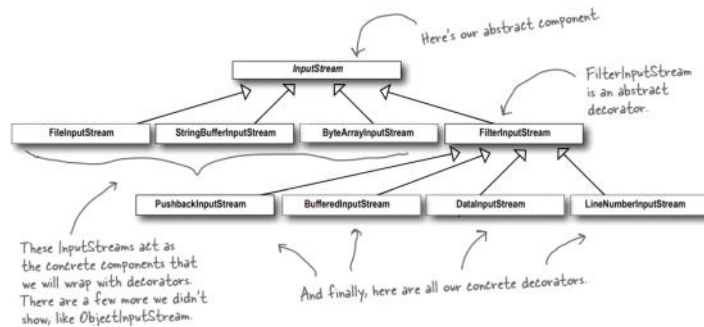 Here's our abstract component
InputStream
FilterInputStream
is an abstract
decorator.
FileInputStream
StringBufferInputStream
ByteArrayInputStream
FilterInputStream
PushbackInputStream
BufferedInputStream
DataInputStream
LineNumberInputStream
These InputStreams act as
the concrete components that
we will wrap with decorators.
There are a few more we didn't
show, like ObjectInputStream.
And finally, here are all our concrete decorators.